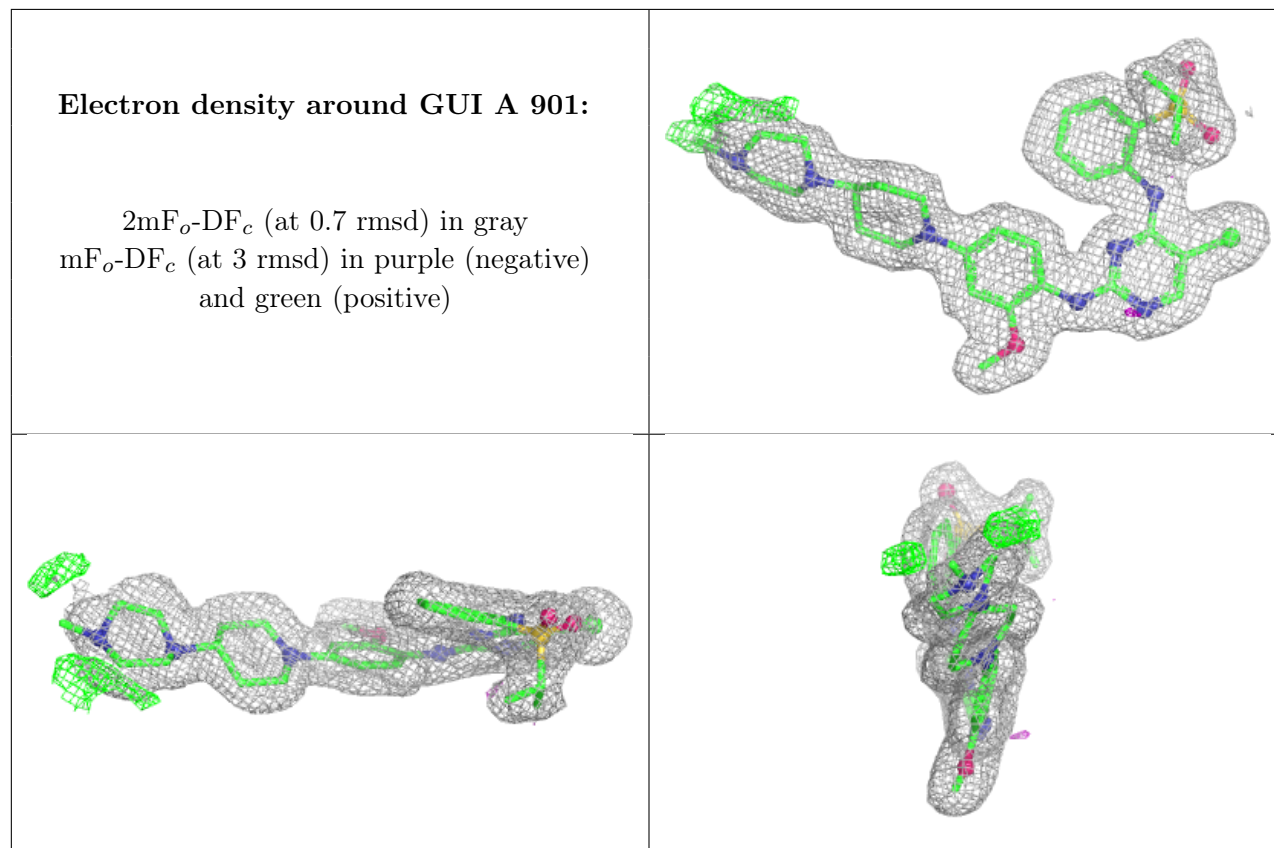 Electron density around GUI A 901:
2mFₒ-DF𝒸 (at 0.7 rmsd) in gray
mFₒ-DF𝒸 (at 3 rmsd) in purple (negative)
and green (positive)